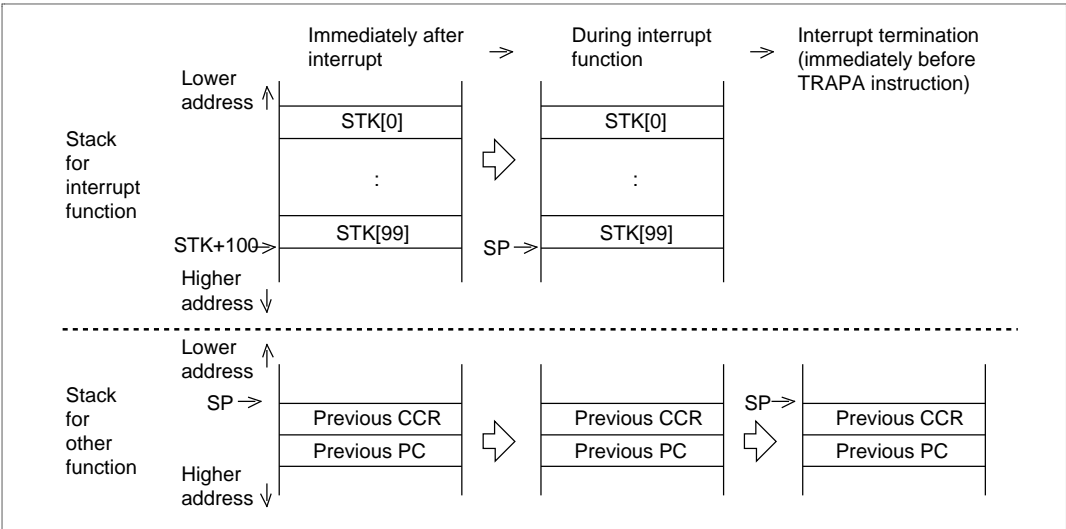 Immediately after
interrupt
During interrupt
function
Interrupt termination
(immediately before
TRAPA instruction)
Lower
address
Stack
for
interrupt
function
STK[0]
:
STK[99]
STK+100
STK[0]
:
STK[99]
SP
Higher
address
Lower
address
Stack
for
other
function
SP
Previous CCR
Previous PC
Previous CCR
Previous PC
SP
Previous CCR
Previous PC
Higher
address